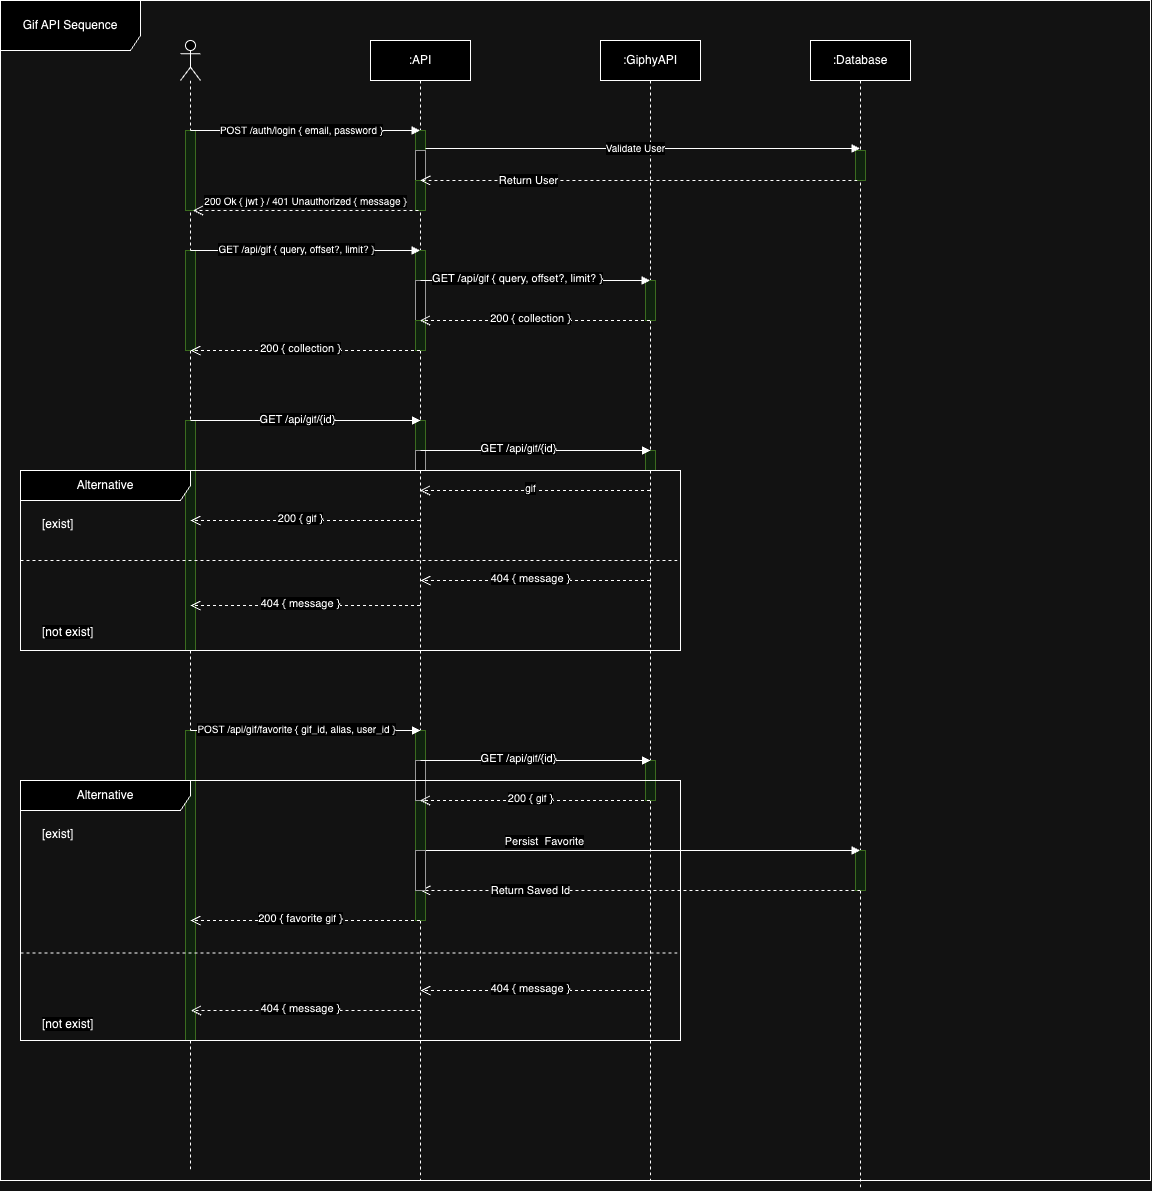 Gif API Sequence
:API
:GiphyAPI
:Database
POST /auth/login { email, password }
Validate User
Return User
200 Ok { jwt } / 401 Unauthorized { message }
GET /api/gif { query, offset?, limit? }
GET /api/gif { query, offset?, limit? }
200 { collection }
200 { collection }
GET /api/gif/{id}
GET /api/gif/{id}
Alternative
gif
[exist]
200 { gif }
404 { message }
404 { message }
[not exist]
POST /api/gif/favorite { gif_id, alias, user_id }
GET /api/gif/{id}
Alternative
200 { gif }
[exist]
Persist  Favorite
Return Saved Id
200 { favorite gif }
404 { message }
404 { message }
[not exist]